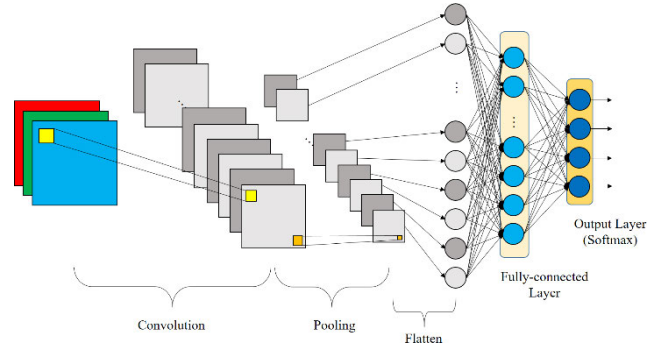 Output Layer
(Softmax)
Fully-connected
Layer
Convolution
Pooling
Flatten